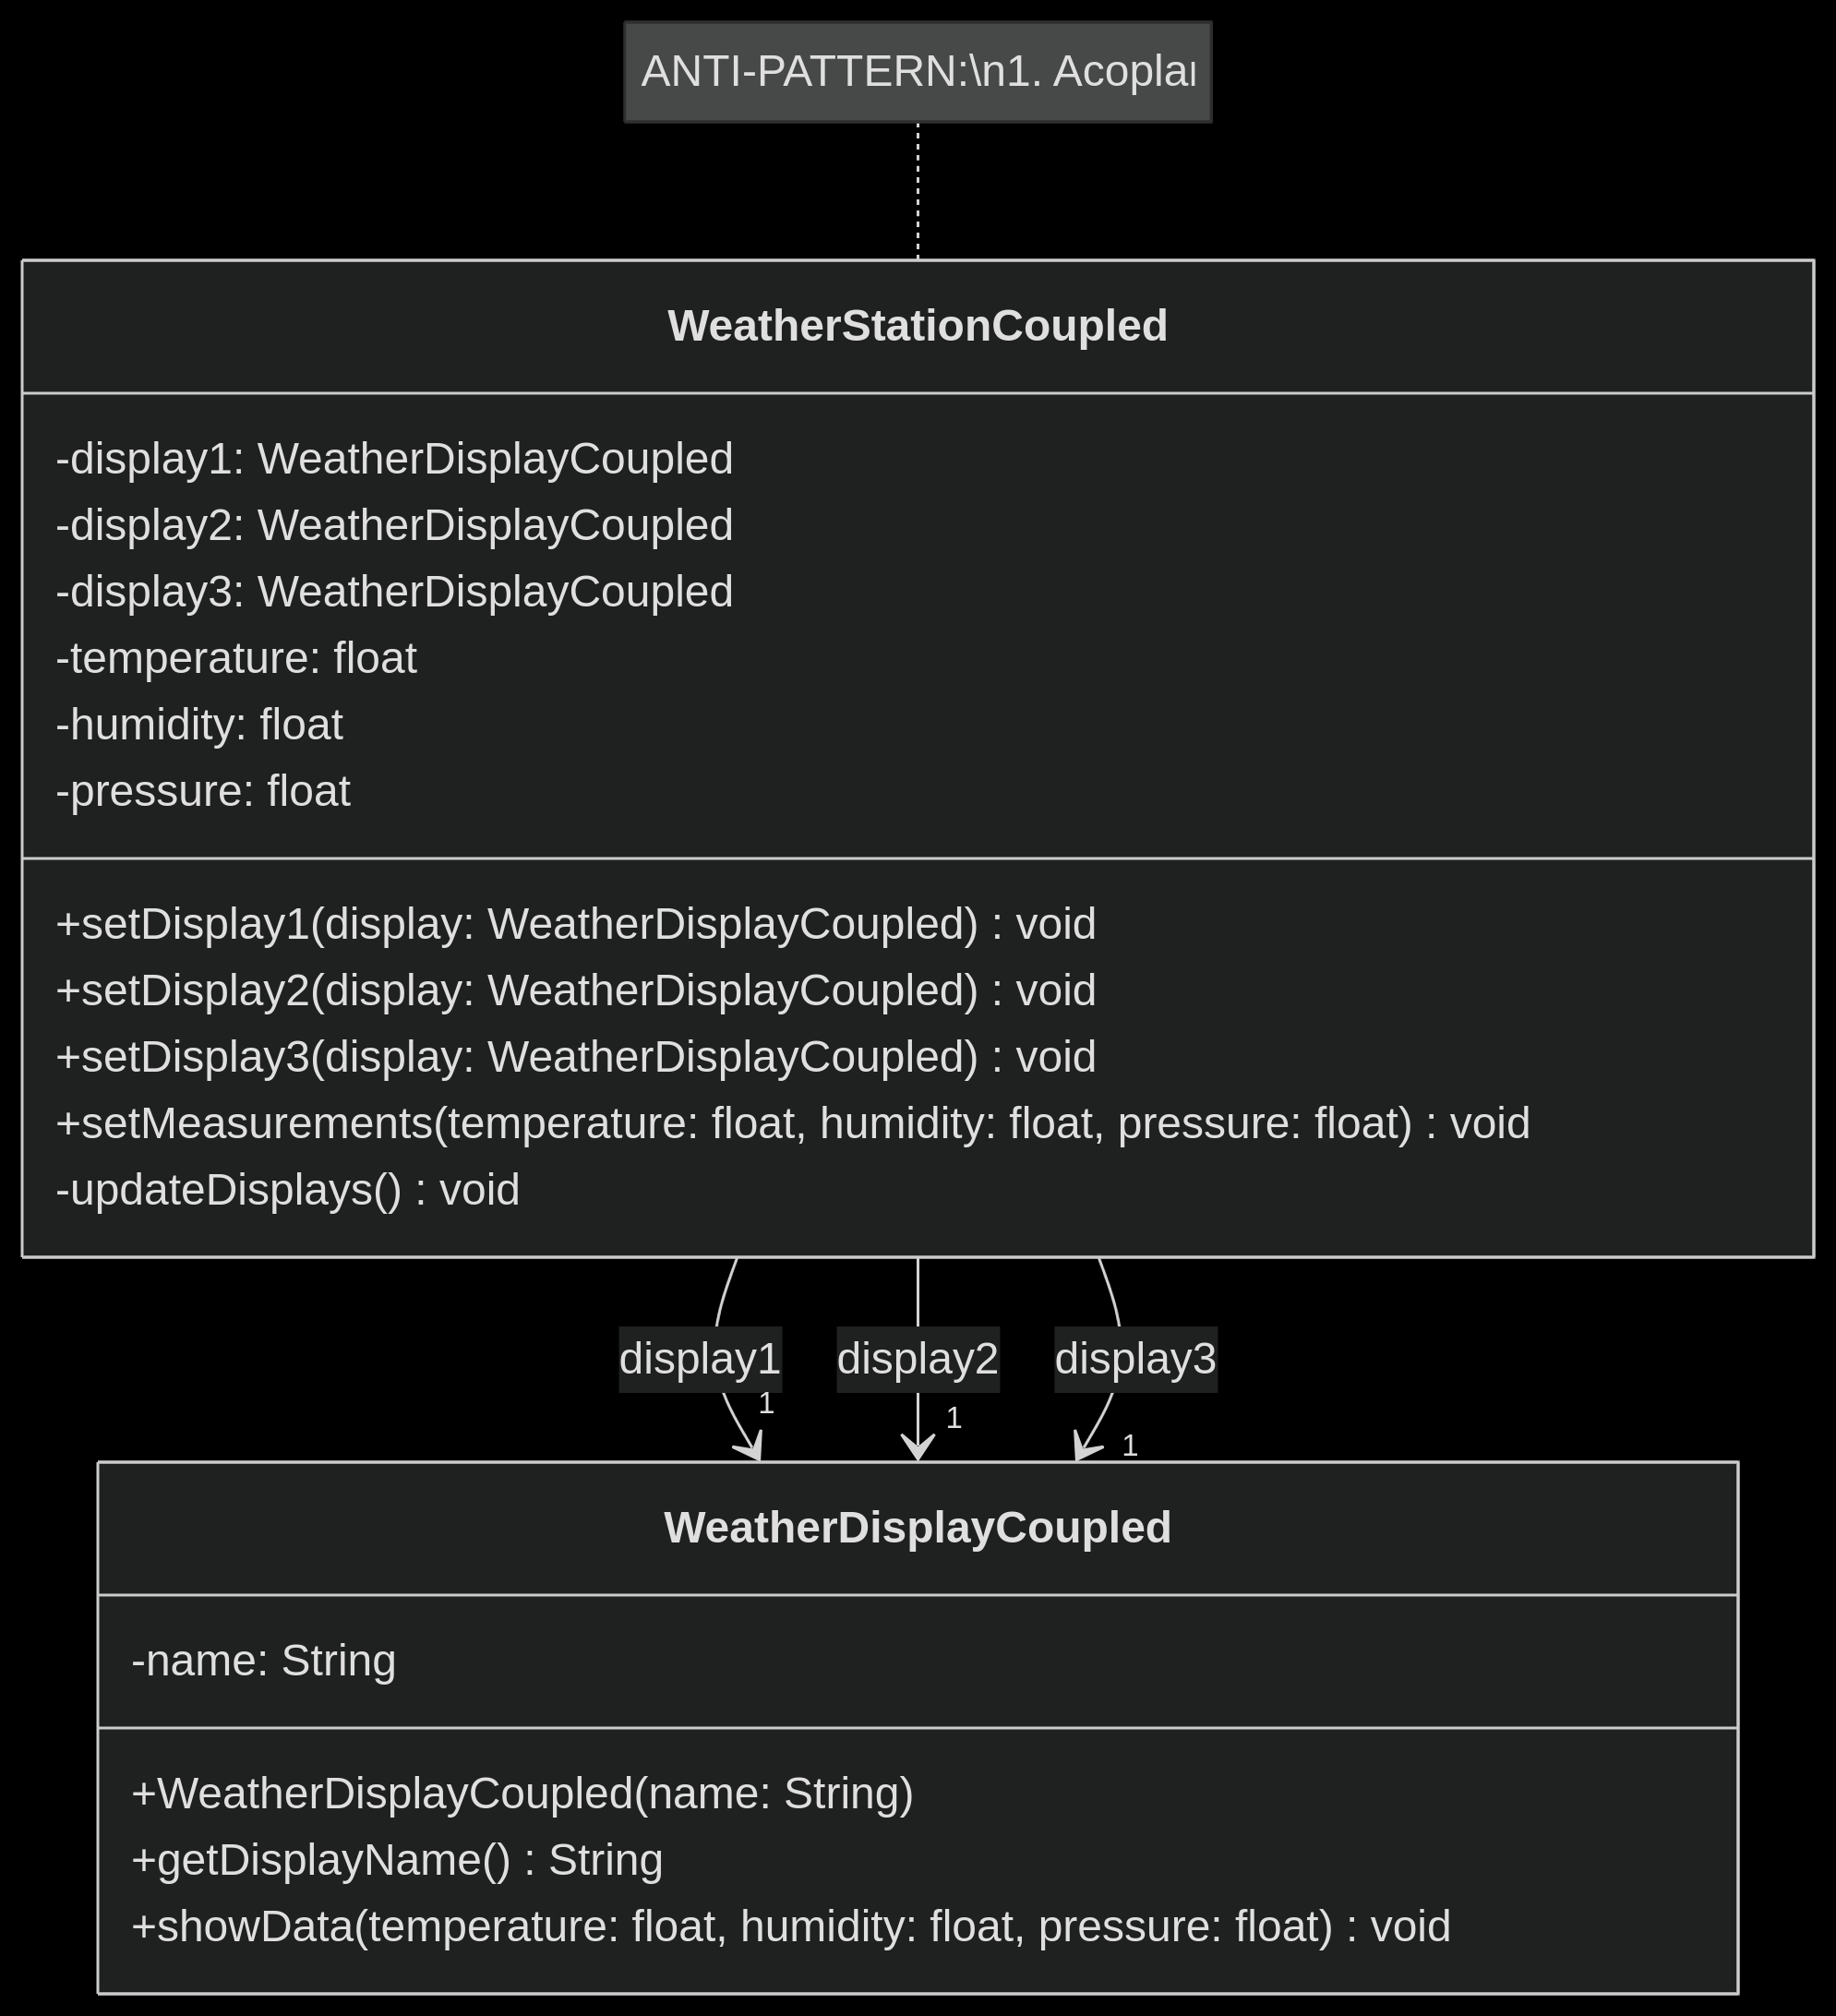 ANTI-PATTERN:\n1.
WeatherStationCoupled
-display1: WeatherDisplayCoupled
-display2: WeatherDisplayCoupled
-display3: WeatherDisplayCoupled
-temperature: float
-humidity: float
-pressure: float
+setDisplay1(display: WeatherDisplayCoupled) : void
+setDisplay2(display: WeatherDisplayCoupled) : void
+setDisplay3(display: WeatherDisplayCoupled) : void
+setMeasurements(temperature: float, humidity: float, pressure: float) : void
-updateDisplays() : void
display1 display2 display3
1 1 1
WeatherDisplayCoupled
-name: String
+WeatherDisplayCoupled(name: String)
+getDisplayName() : String
+showData(temperature: float, humidity: float, pressure: float) : void